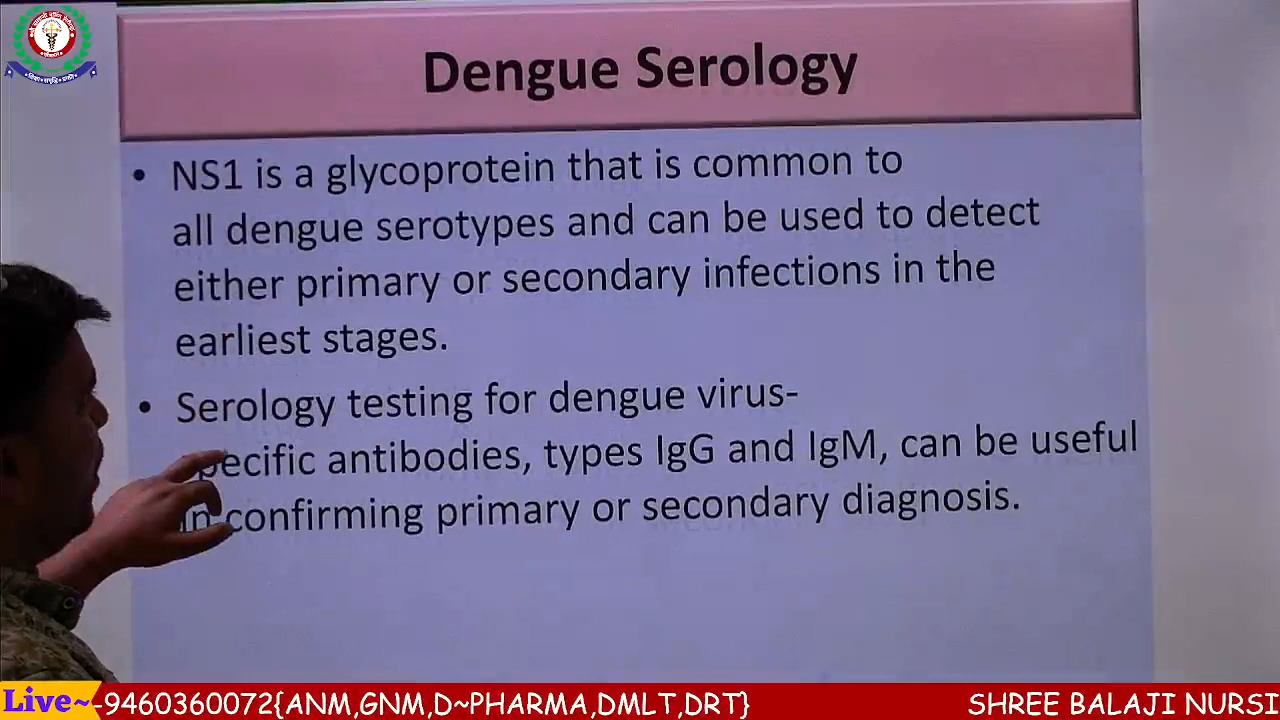 Dengue Serology
• NS1 is a glycoprotein that is common to
all dengue serotypes and can be used to detect
either primary or secondary infections in the
earliest stages.
• Serology testing for dengue virus-
specific antibodies, types IgG and IgM, can be useful
in confirming primary or secondary diagnosis.
Live~-9460360072{ANM,GNM,D~PHARMA,DMLT,DRT} SHREE BALAJI NURSI